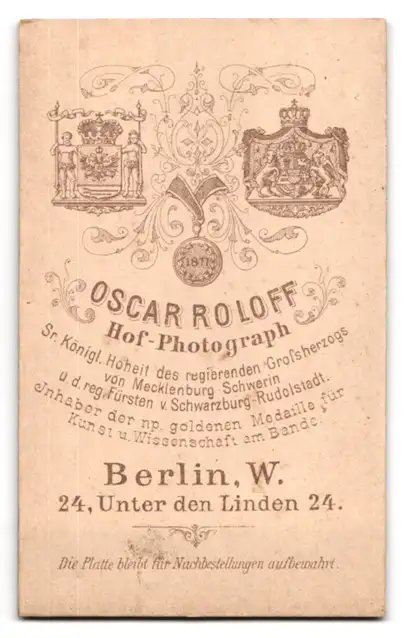 1877
OSCAR ROLOFF
Hof-Photograph
Sr. Königl. Hoheit des regierenden Großherzogs
von Mecklenburg Schwerin
u. d. reg. Fürsten v. Schwarzburg-Rudolstadt.
Jnhaber der np. goldenen Medaille für
Kunst u. Wissenschaft am Bande.
Berlin, W.
24, Unter den Linden 24.
Die Platte bleibt für Nachbestellungen aufbewahrt.